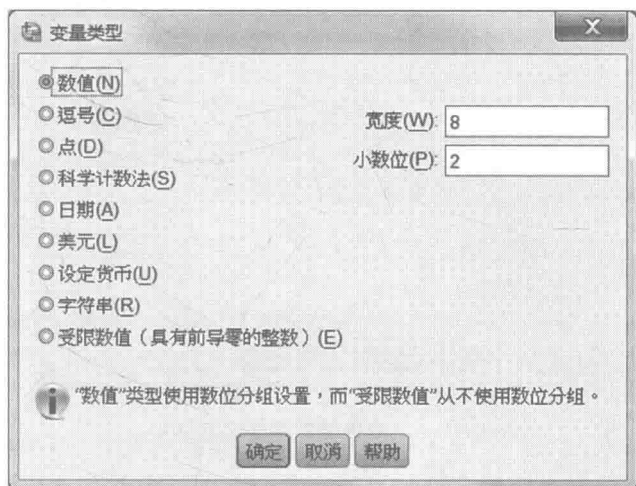 变量类型
数值(N)
逗号(C)
点(D)
科学计数法(S)
日期(A)
美元(L)
设定货币(U)
字符串(R)
受限数值（具有前导零的整数）(E)
宽度(W): 8
小数位(P): 2
“数值”类型使用数位分组设置，而“受限数值”从不使用数位分组。
确定 取消 帮助